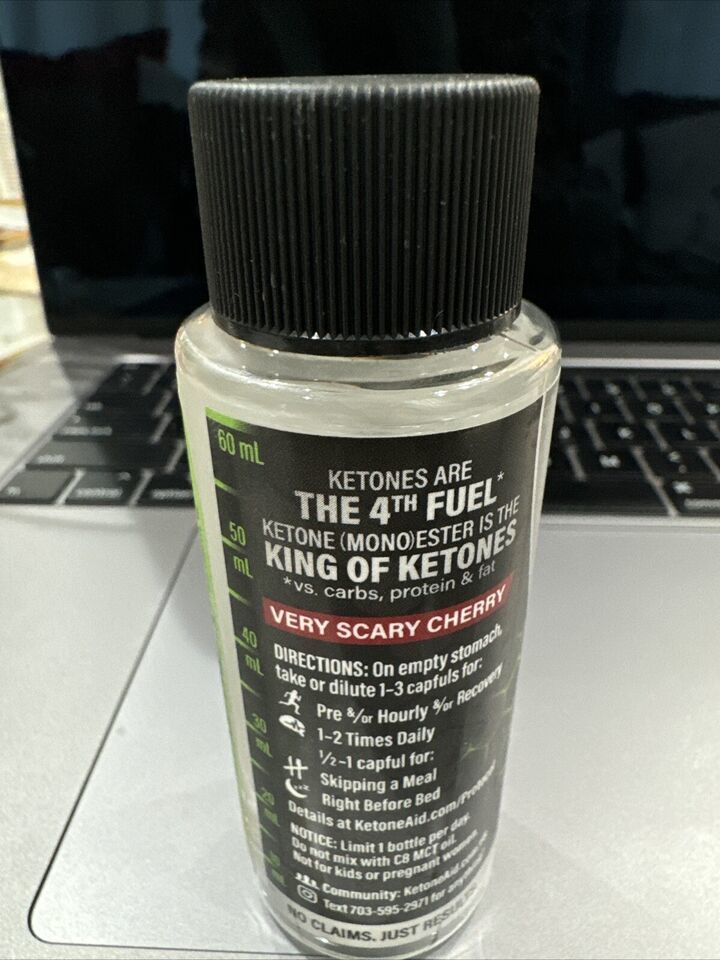 60 mL
50 mL
40 mL
30 mL
20 mL
KETONES ARE
THE 4TH FUEL*
KETONE (MONO)ESTER IS THE
KING OF KETONES
*vs. carbs, protein & fat
VERY SCARY CHERRY
DIRECTIONS: On empty stomach,
take or dilute 1–3 capfuls for:
Pre &/or Hourly &/or Recovery
1–2 Times Daily
½–1 capful for:
Skipping a Meal
Right Before Bed
Details at KetoneAid.com/Protocol
NOTICE: Limit 1 bottle per day.
Do not mix with C8 MCT oil.
Not for kids or pregnant women.
Community:
Text 703-595-2971 for
NO CLAIMS. JUST RESULTS